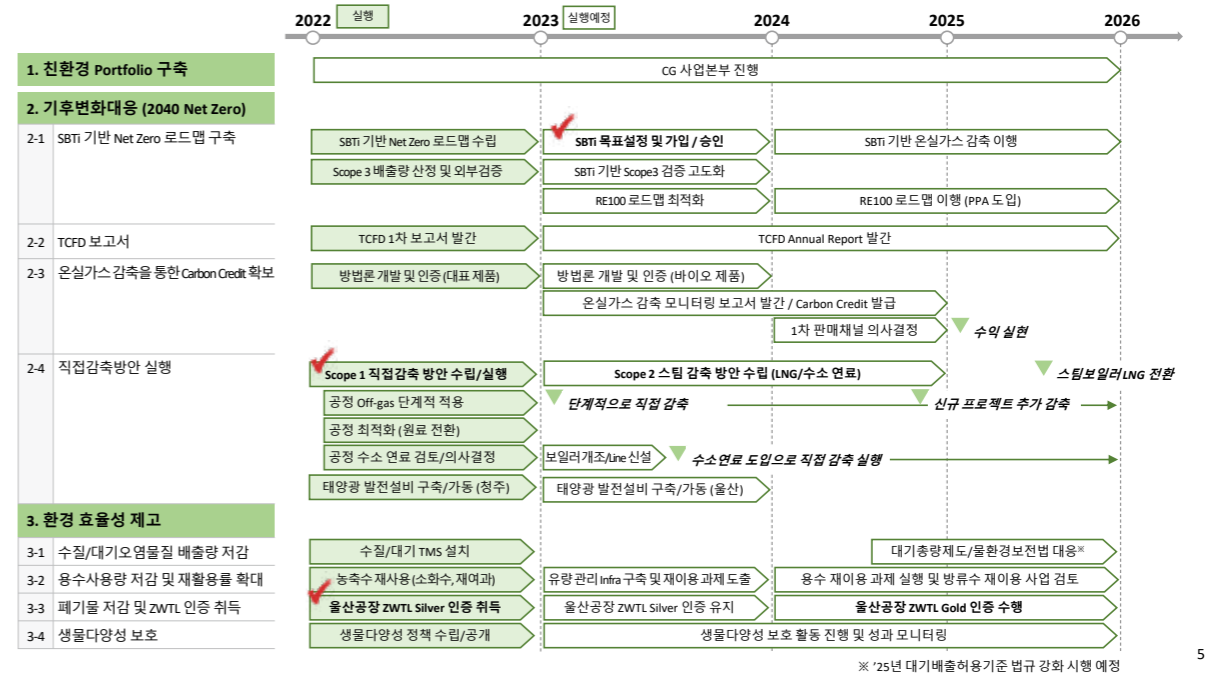 2022 실행 2023 실행예정 2024 2025 2026
1. 친환경 Portfolio 구축
CG 사업본부 진행
2. 기후변화대응 (2040 Net Zero)
2-1 SBTi 기반 Net Zero 로드맵 구축
SBTi 기반 Net Zero 로드맵 수립
SBTi 목표설정 및 가입 / 승인
SBTi 기반 온실가스 감축 이행
Scope 3 배출량 산정 및 외부검증
SBTi 기반 Scope3 검증 고도화
RE100 로드맵 최적화
RE100 로드맵 이행 (PPA 도입)
2-2 TCFD 보고서
TCFD 1차 보고서 발간
TCFD Annual Report 발간
2-3 온실가스 감축을 통한 Carbon Credit 확보
방법론 개발 및 인증 (대표 제품)
방법론 개발 및 인증 (바이오 제품)
온실가스 감축 모니터링 보고서 발간 / Carbon Credit 발급
1차 판매채널 의사결정
수익 실현
2-4 직접감축방안 실행
Scope 1 직접감축 방안 수립/실행
Scope 2 스팀 감축 방안 수립 (LNG/수소 연료)
스팀보일러 LNG 전환
공정 Off-gas 단계적 적용
단계적으로 직접 감축
신규 프로젝트 추가 감축
공정 최적화 (원료 전환)
공정 수소 연료 검토/의사결정
보일러개조/Line 신설
수소연료 도입으로 직접 감축 실행
태양광 발전설비 구축/가동 (청주)
태양광 발전설비 구축/가동 (울산)
3. 환경 효율성 제고
3-1 수질/대기오염물질 배출량 저감
수질/대기 TMS 설치
대기총량제도/물환경보전법 대응※
3-2 용수사용량 저감 및 재활용률 확대
농축수 재사용 (소화수, 재여과)
유량관리 Infra 구축 및 재이용 과제 도출
용수 재이용 과제 실행 및 방류수 재이용 사업 검토
3-3 폐기물 저감 및 ZWTL 인증 취득
울산공장 ZWTL Silver 인증 취득
울산공장 ZWTL Silver 인증 유지
울산공장 ZWTL Gold 인증 수행
3-4 생물다양성 보호
생물다양성 정책 수립/공개
생물다양성 보호 활동 진행 및 성과 모니터링
※ ’25년 대기배출허용기준 법규 강화 시행 예정
5